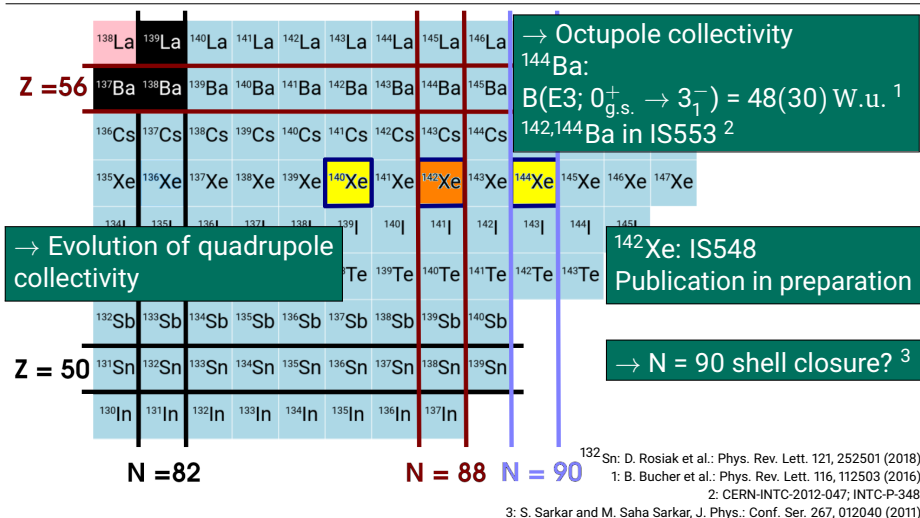 ¹³⁸La ¹³⁹La ¹⁴⁰La ¹⁴¹La ¹⁴²La ¹⁴³La ¹⁴⁴La ¹⁴⁵La ¹⁴⁶La
Z = 56 ¹³⁷Ba ¹³⁸Ba ¹³⁹Ba ¹⁴⁰Ba ¹⁴¹Ba ¹⁴²Ba ¹⁴³Ba ¹⁴⁴Ba ¹⁴⁵Ba
→ Octupole collectivity
¹⁴⁴Ba:
B(E3; 0⁺g.s. → 3⁻₁) = 48(30) W.u. ¹
¹⁴²,¹⁴⁴Ba in IS553 ²
¹³⁶Cs ¹³⁷Cs ¹³⁸Cs ¹³⁹Cs ¹⁴⁰Cs ¹⁴¹Cs ¹⁴²Cs ¹⁴³Cs ¹⁴⁴Cs
¹³⁵Xe ¹³⁶Xe ¹³⁷Xe ¹³⁸Xe ¹³⁹Xe ¹⁴⁰Xe ¹⁴¹Xe ¹⁴²Xe ¹⁴³Xe ¹⁴⁴Xe ¹⁴⁵Xe ¹⁴⁶Xe ¹⁴⁷Xe
¹⁴⁰I ¹⁴¹I ¹⁴²I ¹⁴³I ¹⁴⁴I
→ Evolution of quadrupole
collectivity
Te ¹³⁹Te ¹⁴⁰Te ¹⁴¹Te ¹⁴²Te ¹⁴³Te
¹⁴²Xe: IS548
Publication in preparation
¹³²Sb ¹³³Sb ¹³⁴Sb ¹³⁵Sb ¹³⁶Sb ¹³⁷Sb ¹³⁸Sb ¹³⁹Sb ¹⁴⁰Sb
Z = 50 ¹³¹Sn ¹³²Sn ¹³³Sn ¹³⁴Sn ¹³⁵Sn ¹³⁶Sn ¹³⁷Sn ¹³⁸Sn ¹³⁹Sn
→ N = 90 shell closure? ³
¹³⁰In ¹³¹In ¹³²In ¹³³In ¹³⁴In ¹³⁵In ¹³⁶In ¹³⁷In
N = 82 N = 88 N = 90
¹³²Sn: D. Rosiak et al.: Phys. Rev. Lett. 121, 252501 (2018)
1: B. Bucher et al.: Phys. Rev. Lett. 116, 112503 (2016)
2: CERN-INTC-2012-047; INTC-P-348
3: S. Sarkar and M. Saha Sarkar, J. Phys.: Conf. Ser. 267, 012040 (2011)